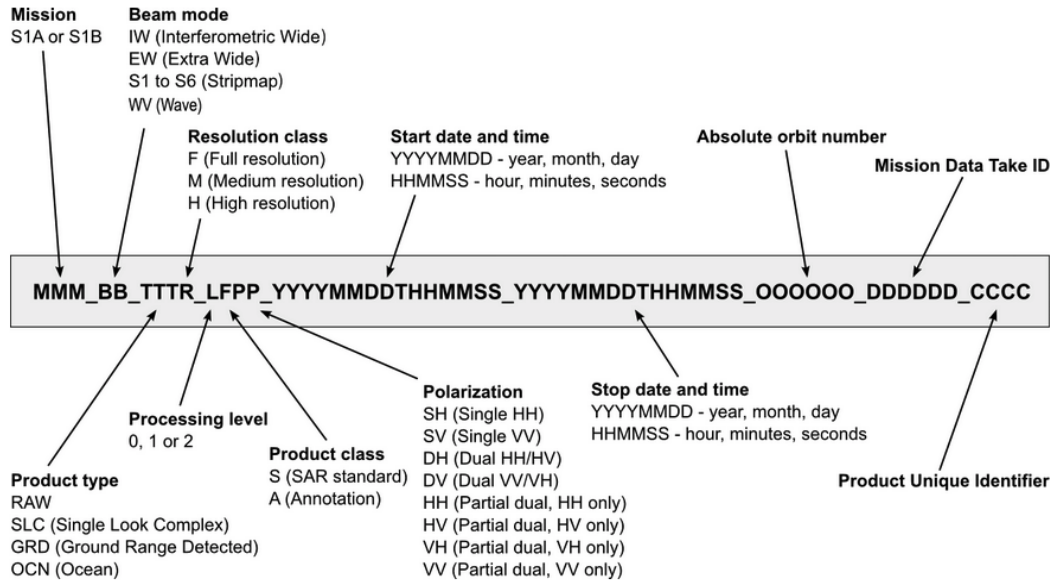 Mission
S1A or S1B
Beam mode
IW (Interferometric Wide)
EW (Extra Wide)
S1 to S6 (Stripmap)
WV (Wave)
Resolution class
F (Full resolution)
M (Medium resolution)
H (High resolution)
Start date and time
YYYYMMDD - year, month, day
HHMMSS - hour, minutes, seconds
Absolute orbit number
Mission Data Take ID
MMM_BB_TTTR_LFPP_YYYYMMDDTHHMMSS_YYYYMMDDTHHMMSS_OOOOOO_DDDDDD_CCCC
Product type
RAW
SLC (Single Look Complex)
GRD (Ground Range Detected)
OCN (Ocean)
Processing level
0, 1 or 2
Product class
S (SAR standard)
A (Annotation)
Polarization
SH (Single HH)
SV (Single VV)
DH (Dual HH/HV)
DV (Dual VV/VH)
HH (Partial dual, HH only)
HV (Partial dual, HV only)
VH (Partial dual, VH only)
VV (Partial dual, VV only)
Stop date and time
YYYYMMDD - year, month, day
HHMMSS - hour, minutes, seconds
Product Unique Identifier